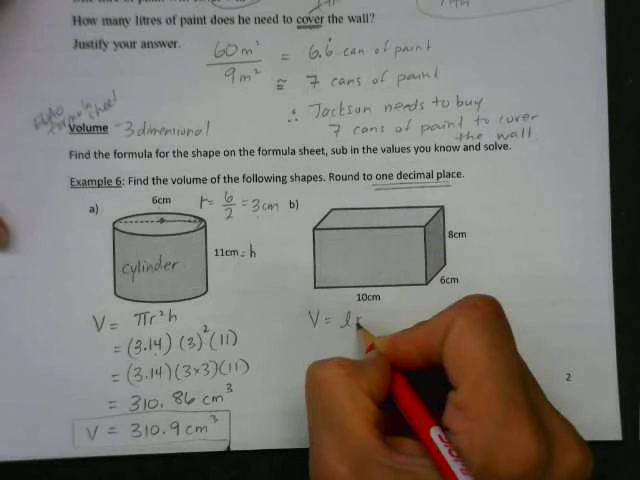 How many litres of paint does he need to cover the wall?
Justify your answer.
60m² / 9m² = 6.6 can of paint
≅ 7 cans of paint
∴ Jackson needs to buy
7 cans of paint to cover
the wall
Find formula sheet
Volume - 3 dimensional
Find the formula for the shape on the formula sheet, sub in the values you know and solve.
Example 6: Find the volume of the following shapes. Round to one decimal place.
a)
6cm
r = 6/2 = 3cm
11cm = h
cylinder
V = πr²h
= (3.14)(3)²(11)
= (3.14)(3×3)(11)
= 310.86 cm³
V = 310.9 cm³
b)
8cm
6cm
10cm
V = l
2